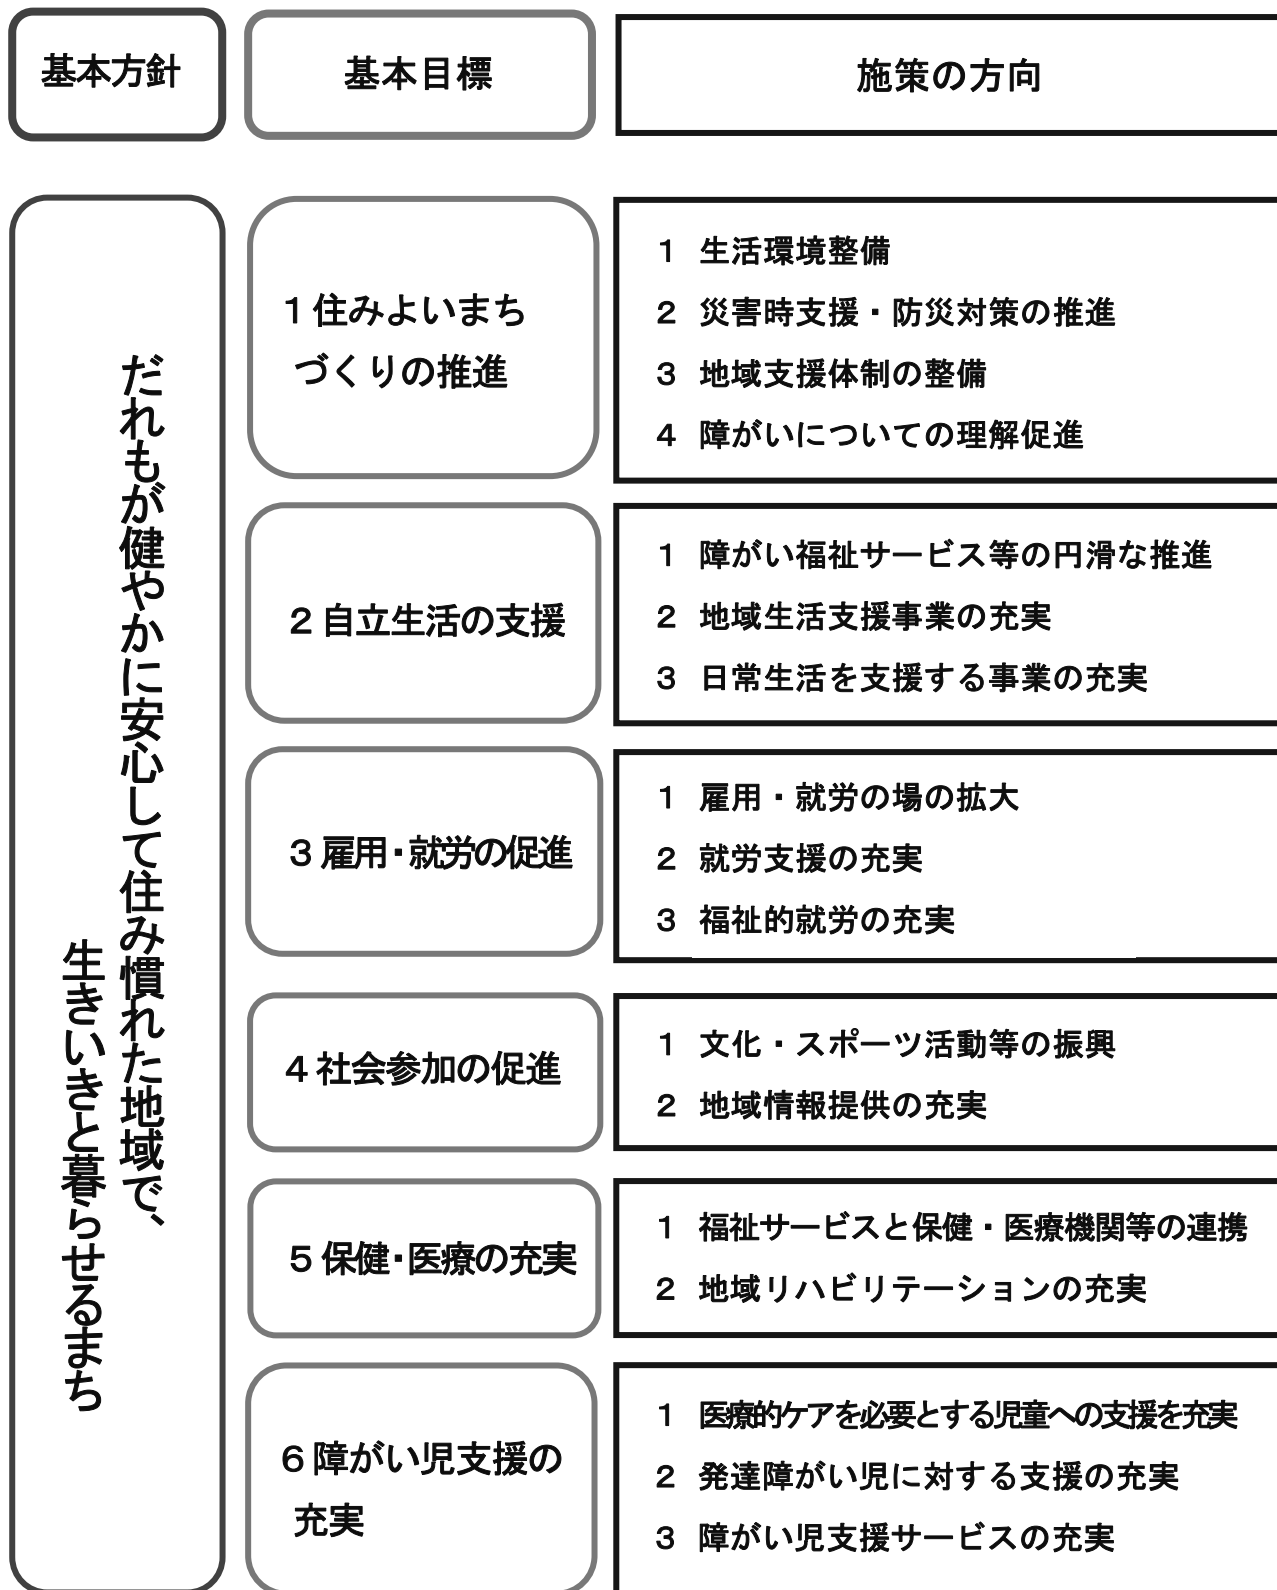 基本方針
基本目標
施策の方向
だれもが健やかに安心して住み慣れた地域で、
生きいきと暮らせるまち
1 住みよいまち
づくりの推進
1 生活環境整備
2 災害時支援・防災対策の推進
3 地域支援体制の整備
4 障がいについての理解促進
2 自立生活の支援
1 障がい福祉サービス等の円滑な推進
2 地域生活支援事業の充実
3 日常生活を支援する事業の充実
3 雇用・就労の促進
1 雇用・就労の場の拡大
2 就労支援の充実
3 福祉的就労の充実
4 社会参加の促進
1 文化・スポーツ活動等の振興
2 地域情報提供の充実
5 保健・医療の充実
1 福祉サービスと保健・医療機関等の連携
2 地域リハビリテーションの充実
6 障がい児支援の
充実
1 医療的ケアを必要とする児童への支援を充実
2 発達障がい児に対する支援の充実
3 障がい児支援サービスの充実